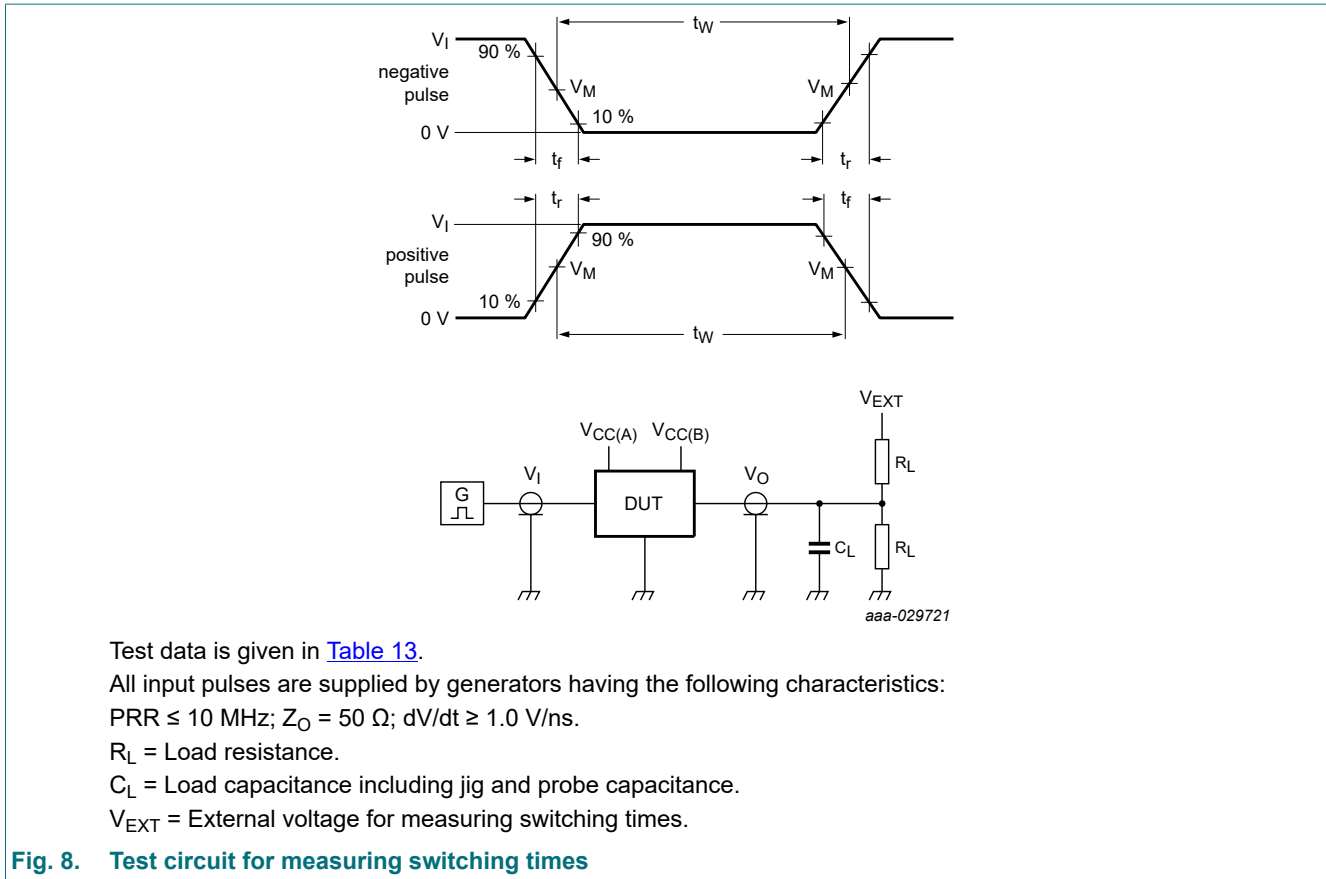 tW
VI
90 %
negative
pulse
VM
VM
10 %
0 V
tf
tr
tr
tf
VI
90 %
positive
pulse
VM
VM
10 %
0 V
tW
VEXT
VCC(A) VCC(B)
RL
VI
VO
G
DUT
CL
RL
aaa-029721
Test data is given in Table 13.
All input pulses are supplied by generators having the following characteristics:
PRR ≤ 10 MHz; ZO = 50 Ω; dV/dt ≥ 1.0 V/ns.
RL = Load resistance.
CL = Load capacitance including jig and probe capacitance.
VEXT = External voltage for measuring switching times.
Fig. 8. Test circuit for measuring switching times